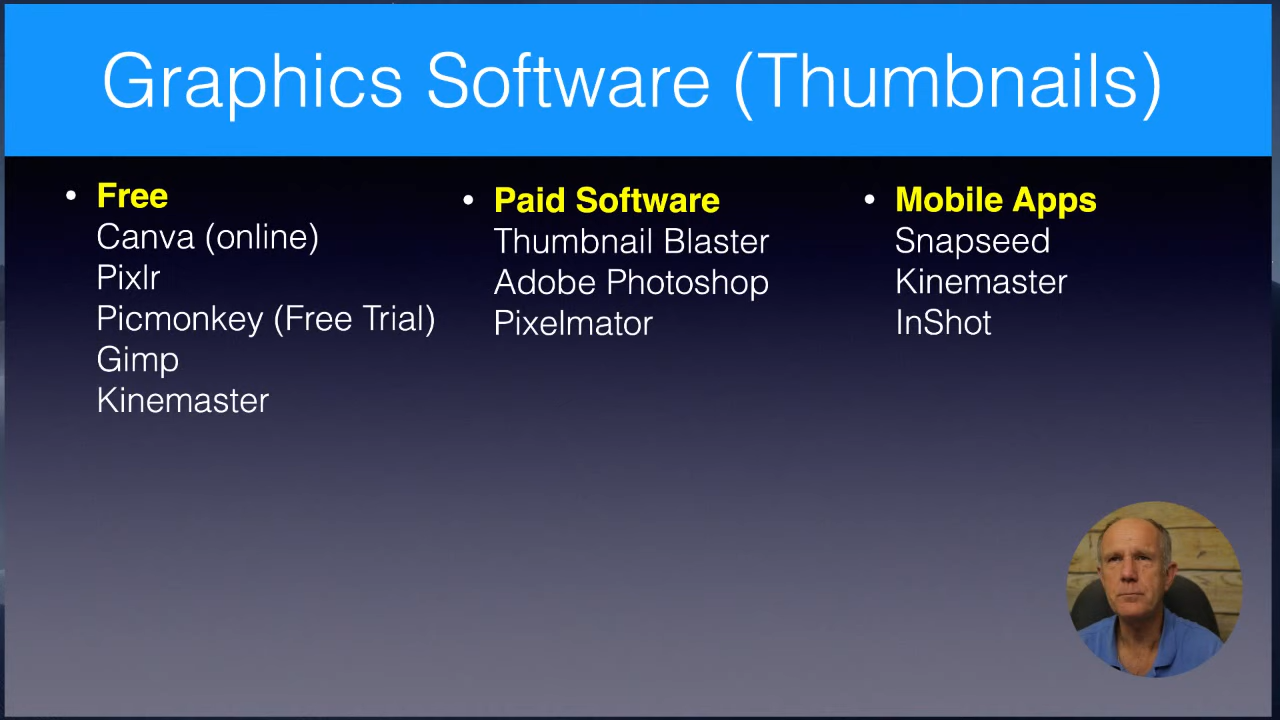 Graphics Software (Thumbnails)
• Free
Canva (online)
Pixlr
Picmonkey (Free Trial)
Gimp
Kinemaster
• Paid Software
Thumbnail Blaster
Adobe Photoshop
Pixelmator
• Mobile Apps
Snapseed
Kinemaster
InShot